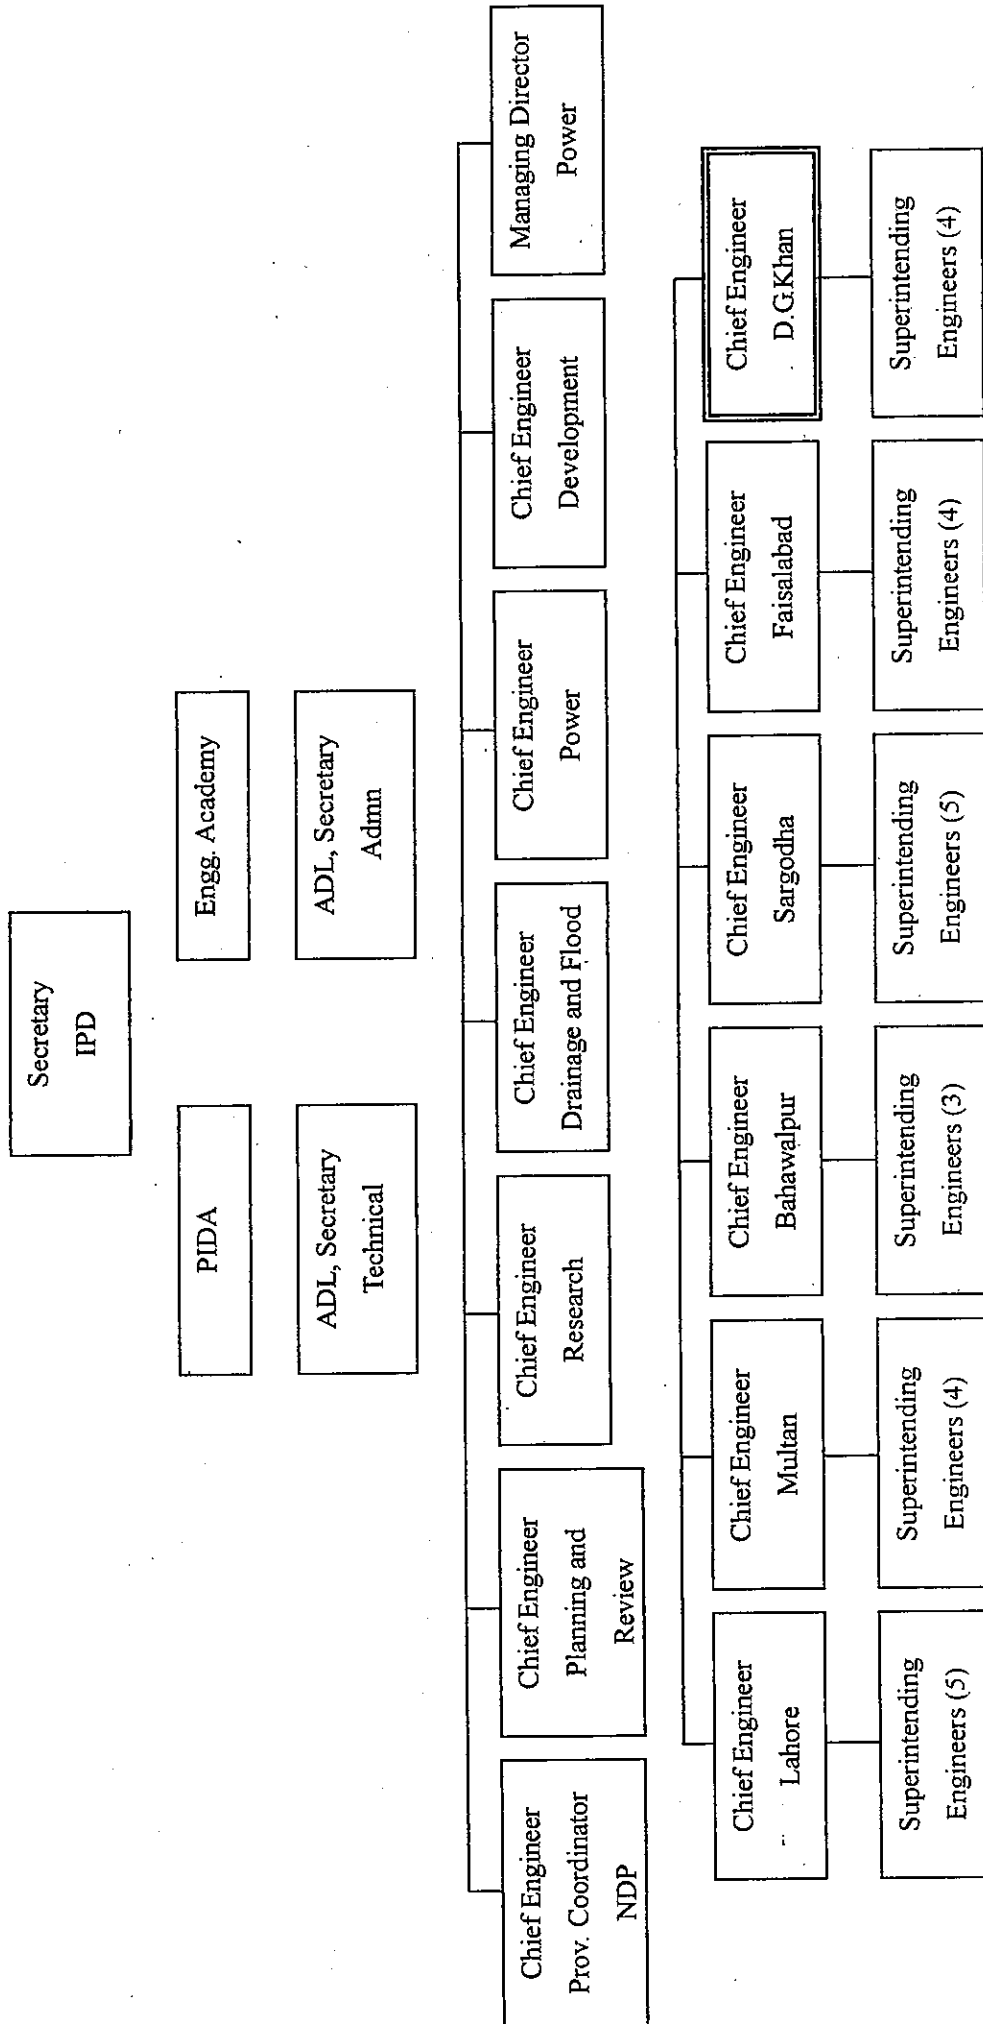 Secretary
IPD
PIDA
Engg. Academy
ADL, Secretary
Technical
ADL, Secretary
Admn
Chief Engineer
Prov. Coordinator
NDP
Chief Engineer
Planning and
Review
Chief Engineer
Research
Chief Engineer
Drainage and Flood
Chief Engineer
Power
Chief Engineer
Development
Managing Director
Power
Chief Engineer
Lahore
Chief Engineer
Multan
Chief Engineer
Bahawalpur
Chief Engineer
Sargodha
Chief Engineer
Faisalabad
Chief Engineer
D.G.Khan
Superintending
Engineers (5)
Superintending
Engineers (4)
Superintending
Engineers (3)
Superintending
Engineers (5)
Superintending
Engineers (4)
Superintending
Engineers (4)